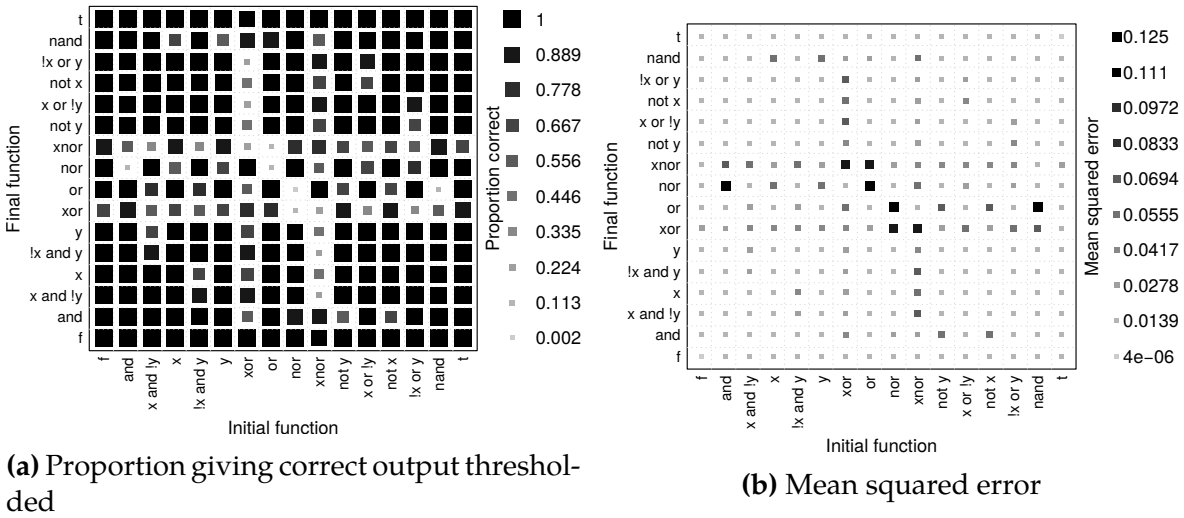 t
nand
!x or y
not x
x or !y
not y
xnor
nor
or
xor
y
!x and y
x
x and !y
and
f
Final function
f
and
x and !y
x
!x and y
y
xor
or
nor
xnor
not y
x or !y
not x
!x or y
nand
t
Initial function
Proportion correct
1
0.889
0.778
0.667
0.556
0.446
0.335
0.224
0.113
0.002
(a) Proportion giving correct output threshol-
ded
t
nand
!x or y
not x
x or !y
not y
xnor
nor
or
xor
y
!x and y
x
x and !y
and
f
Final function
f
and
x and !y
x
!x and y
y
xor
or
nor
xnor
not y
x or !y
not x
!x or y
nand
t
Initial function
Mean squared error
0.125
0.111
0.0972
0.0833
0.0694
0.0555
0.0417
0.0278
0.0139
4e−06
(b) Mean squared error